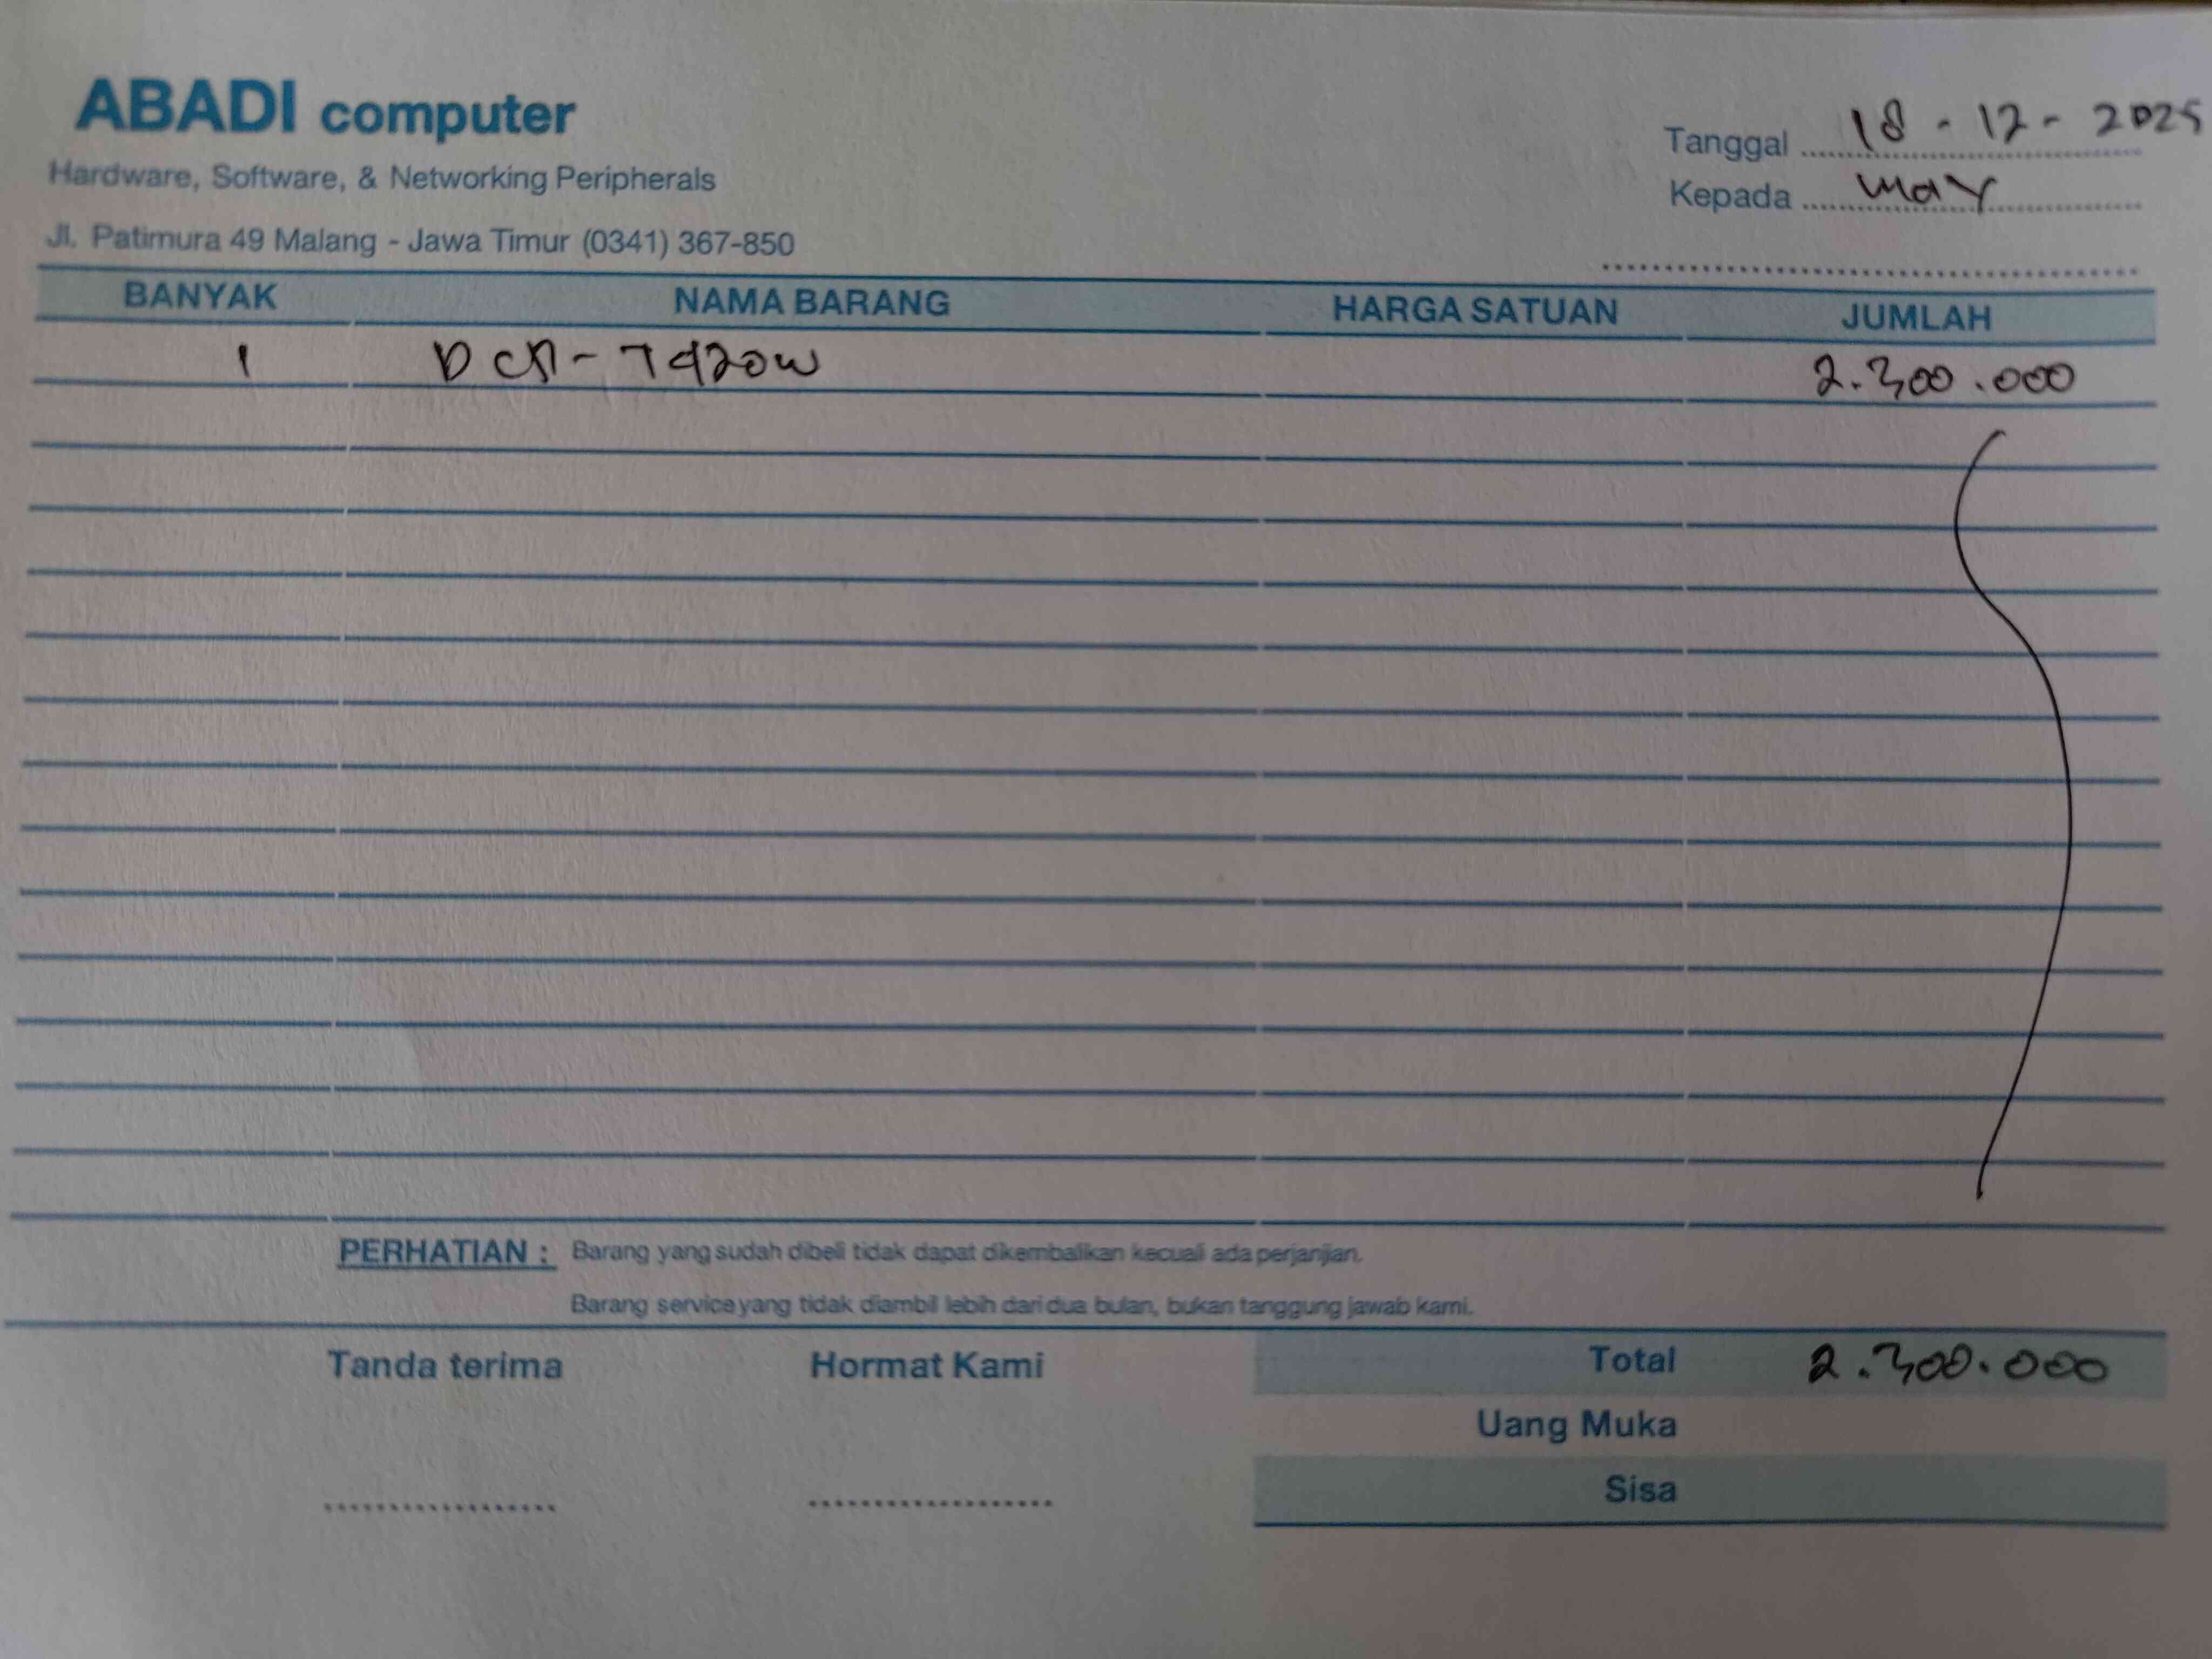 ABADI computer
Hardware, Software, & Networking Peripherals
Jl. Patimura 49 Malang - Jawa Timur (0341) 367-850
Tanggal 18 - 12 - 2025
Kepada May
BANYAK NAMA BARANG HARGA SATUAN JUMLAH
1 DCP-T420W 2.300.000
PERHATIAN : Barang yang sudah dibeli tidak dapat dikembalikan kecuali ada perjanjian.
Barang service yang tidak diambil lebih dari dua bulan, bukan tanggung jawab kami.
Tanda terima Hormat Kami Total 2.300.000
Uang Muka
Sisa